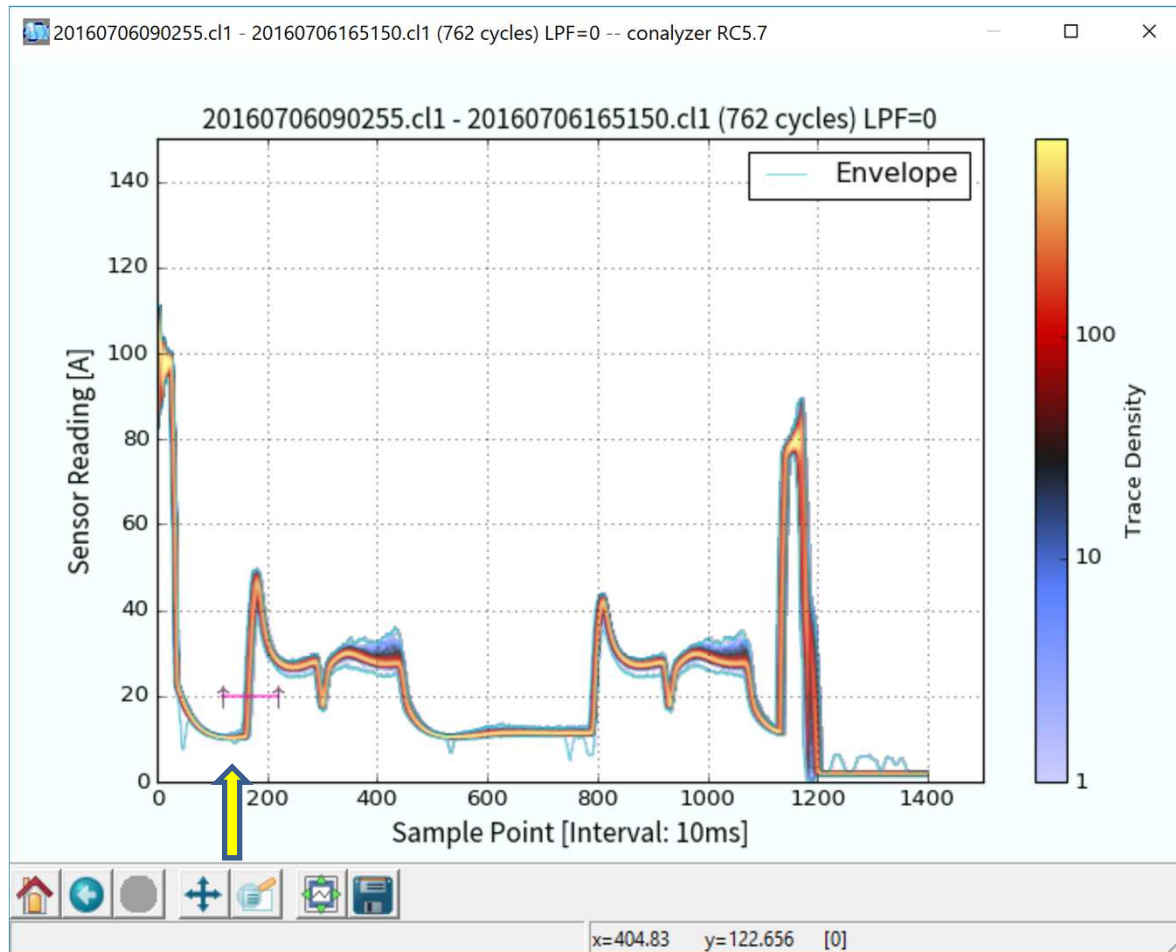 20160706090255.cl1 - 20160706165150.cl1 (762 cycles) LPF=0 -- conalyzer RC5.7
20160706090255.cl1 - 20160706165150.cl1 (762 cycles) LPF=0
Envelope
140
120
100
80
60
40
20
0
Sensor Reading [A]
0 200 400 600 800 1000 1200 1400
Sample Point [Interval: 10ms]
100
10
1
Trace Density
x=404.83 y=122.656 [0]